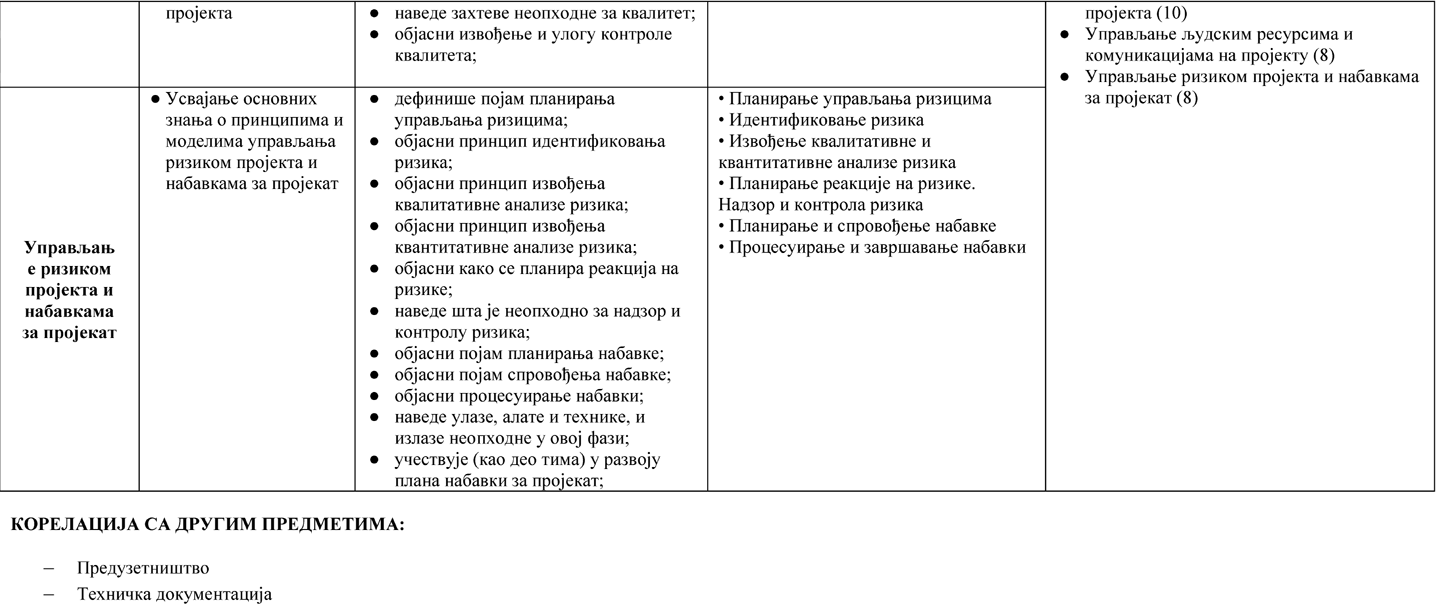 пројекта
● наведе захтеве неопходне за квалитет;
● објасни извођење и улогу контроле
квалитета;
пројекта (10)
● Управљање људским ресурсима и
комуникацијама на пројекту (8)
● Управљање ризиком пројекта и набавкама
за пројекат (8)
Управљањ
е ризиком
пројекта и
набавкама
за пројекат
● Усвајање основних
знања о принципима и
моделима управљања
ризиком пројекта и
набавкама за пројекат
● дефинише појам планирања
управљања ризицима;
● објасни принцип идентификовања
ризика;
● објасни принцип извођења
квалитативне анализе ризика;
● објасни принцип извођења
квантитативне анализе ризика;
● објасни како се планира реакција на
ризике;
● наведе шта је неопходно за надзор и
контролу ризика;
● објасни појам планирања набавке;
● објасни појам спровођења набавке;
● објасни процесуирање набавки;
● наведе улазе, алате и технике, и
излазе неопходне у овој фази;
● учествује (као део тима) у развоју
плана набавки за пројекат;
• Планирање управљања ризицима
• Идентификовање ризика
• Извођење квалитативне и
квантитативне анализе ризика
• Планирање реакције на ризике.
Надзор и контрола ризика
• Планирање и спровођење набавке
• Процесуирање и завршавање набавки
КОРЕЛАЦИЈА СА ДРУГИМ ПРЕДМЕТИМА:
– Предузетништво
– Техничка документација